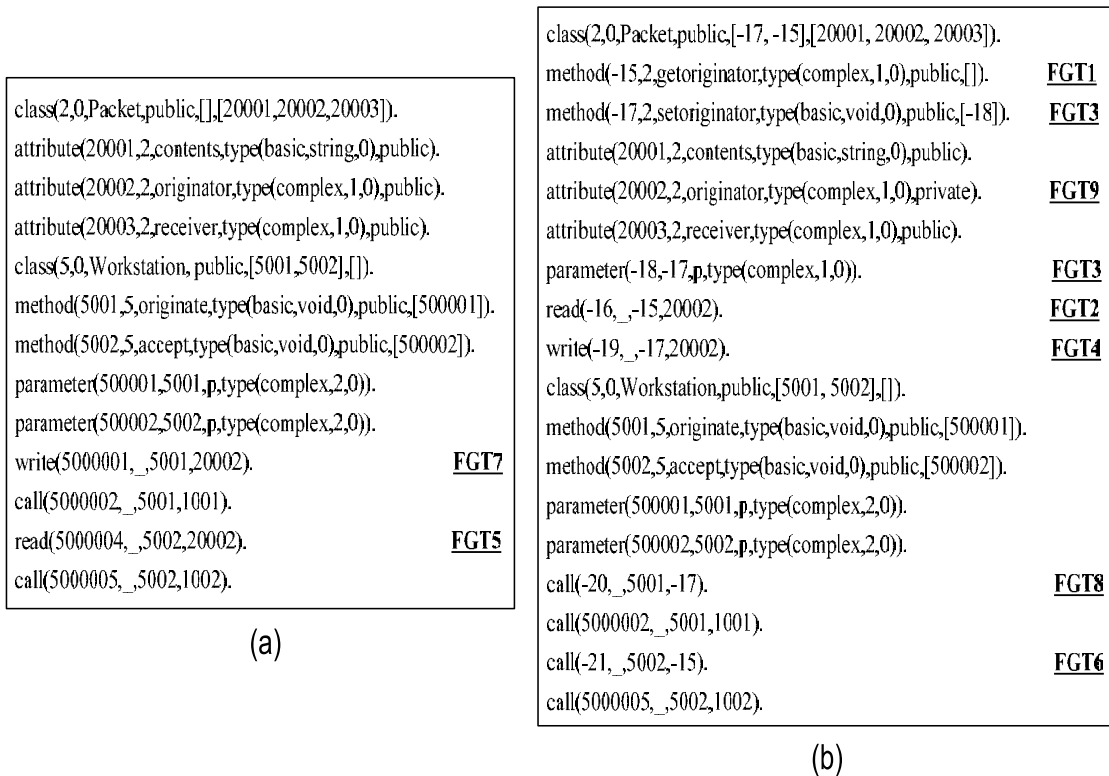 class(2,0,Packet,public,[],[20001,20002,20003]).
attribute(20001,2,contents,type(basic,string,0),public).
attribute(20002,2,originator,type(complex,1,0),public).
attribute(20003,2,receiver,type(complex,1,0),public).
class(5,0,Workstation, public,[5001,5002],[]).
method(5001,5,originate,type(basic,void,0),public,[500001]).
method(5002,5,accept,type(basic,void,0),public,[500002]).
parameter(500001,5001,p,type(complex,2,0)).
parameter(500002,5002,p,type(complex,2,0)).
write(5000001,_,5001,20002). FGT7
call(5000002,_,5001,1001).
read(5000004,_,5002,20002). FGT5
call(5000005,_,5002,1002).
(a)
class(2,0,Packet,public,[-17, -15],[20001, 20002, 20003]).
method(-15,2,getoriginator,type(complex,1,0),public,[]). FGT1
method(-17,2,setoriginator,type(basic,void,0),public,[-18]). FGT3
attribute(20001,2,contents,type(basic,string,0),public).
attribute(20002,2,originator,type(complex,1,0),private). FGT9
attribute(20003,2,receiver,type(complex,1,0),public).
parameter(-18,-17,p,type(complex,1,0)). FGT3
read(-16,_,-15,20002). FGT2
write(-19,_,-17,20002). FGT4
class(5,0,Workstation,public,[5001, 5002],[]).
method(5001,5,originate,type(basic,void,0),public,[500001]).
method(5002,5,accept,type(basic,void,0),public,[500002]).
parameter(500001,5001,p,type(complex,2,0)).
parameter(500002,5002,p,type(complex,2,0)).
call(-20,_,5001,-17). FGT8
call(5000002,_,5001,1001).
call(-21,_,5002,-15). FGT6
call(5000005,_,5002,1002).
(b)